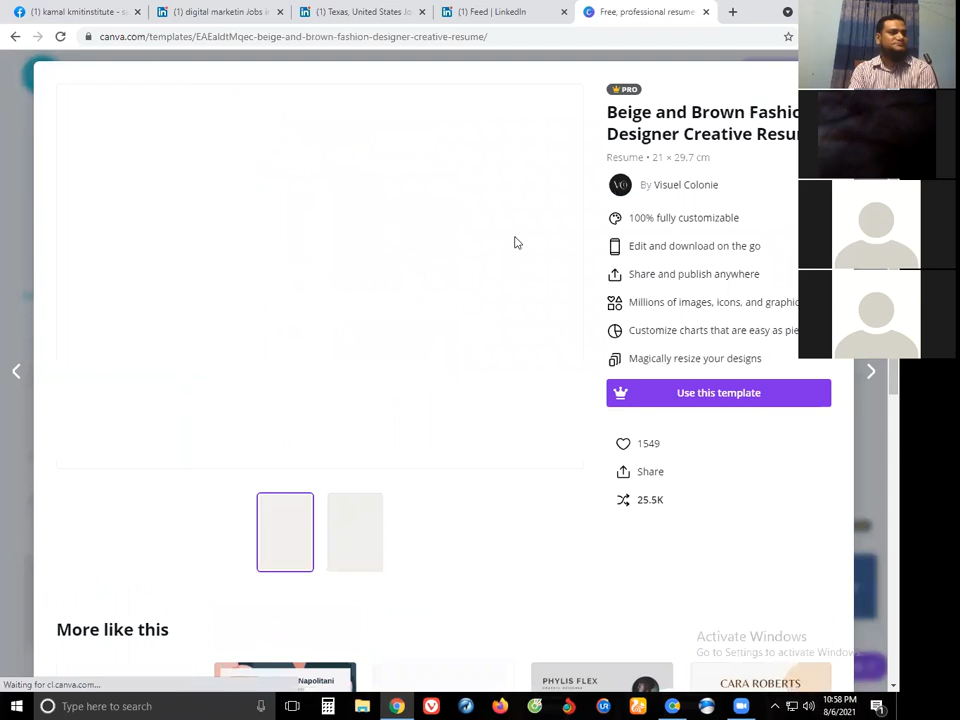 (1) kamal kmitinstitute - s
(1) digital marketin Jobs i
(1) Texas, United States Jo
(1) Feed | LinkedIn
Free, professional resume
canva.com/templates/EAEaldtMqec-beige-and-brown-fashion-designer-creative-resume/
PRO
Beige and Brown Fashio
Designer Creative Resu
Resume • 21 × 29.7 cm
By Visuel Colonie
100% fully customizable
Edit and download on the go
Share and publish anywhere
Millions of images, icons, and graphic
Customize charts that are easy as pie
Magically resize your designs
Use this template
1549
Share
25.5K
More like this
Napolitani
PHYLIS FLEX
CARA ROBERTS
Activate Windows
Go to Settings to activate Windows.
Waiting for cl.canva.com...
Type here to search
10:58 PM
8/6/2021
1